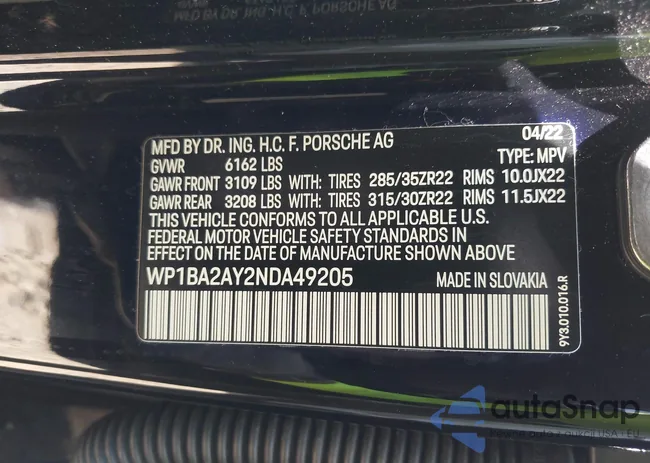 MFD BY DR. ING. H.C. F. PORSCHE AG 04/22
GVWR 6162 LBS TYPE: MPV
GAWR FRONT 3109 LBS WITH: TIRES 285/35ZR22 RIMS 10.0JX22
GAWR REAR 3208 LBS WITH: TIRES 315/30ZR22 RIMS 11.5JX22
THIS VEHICLE CONFORMS TO ALL APPLICABLE U.S.
FEDERAL MOTOR VEHICLE SAFETY STANDARDS IN
EFFECT ON THE DATE OF MANUFACTURE SHOWN ABOVE
WP1BA2AY2NDA49205 MADE IN SLOVAKIA
9Y3.010.016.R
autoSnap